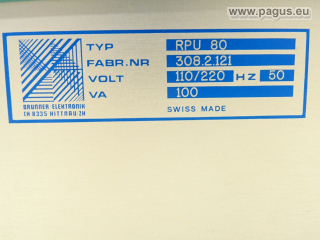 www.pagus.eu
TYP RPU 80
FABR.NR 308.2.121
VOLT 110/220 HZ 50
VA 100
BRUNNER ELEKTRONIK
CH 8335 HITTNAU/ZH
SWISS MADE